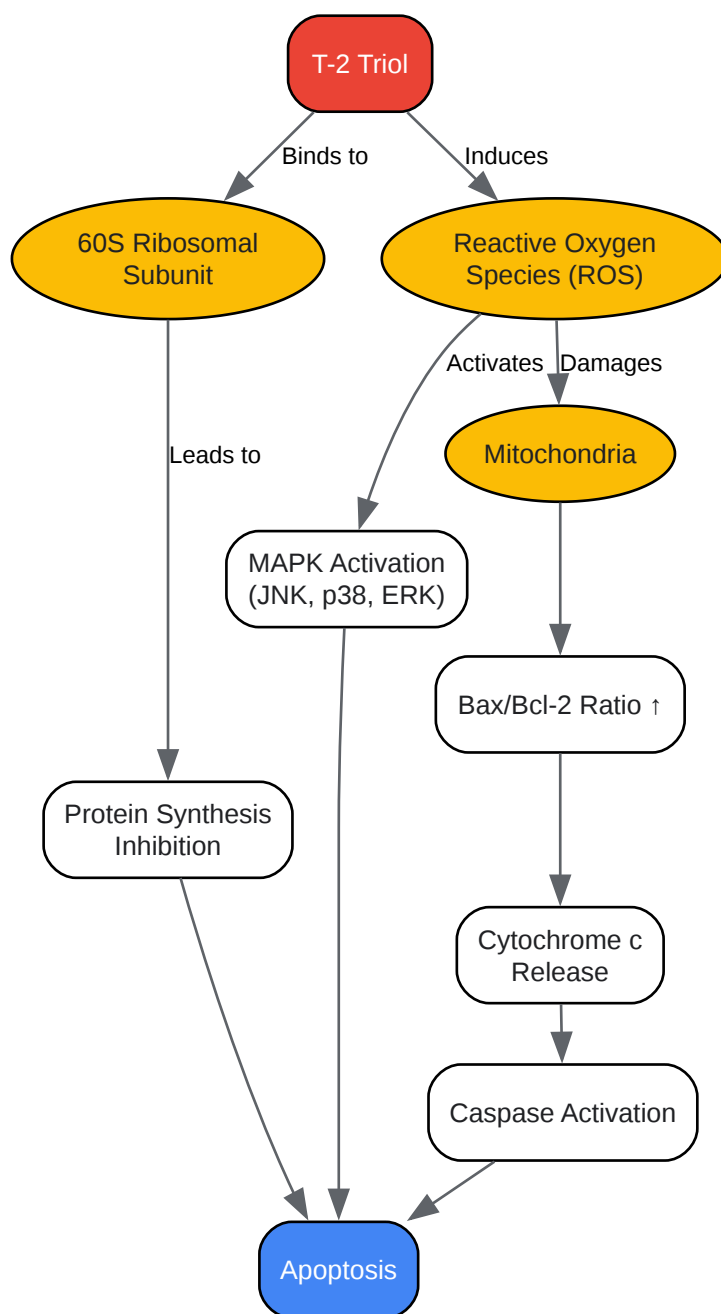 T-2 Triol
Binds to
Induces
60S Ribosomal
Subunit
Reactive Oxygen
Species (ROS)
Activates
Damages
Leads to
Mitochondria
MAPK Activation
(JNK, p38, ERK)
Bax/Bcl-2 Ratio ↑
Protein Synthesis
Inhibition
Cytochrome c
Release
Caspase Activation
Apoptosis